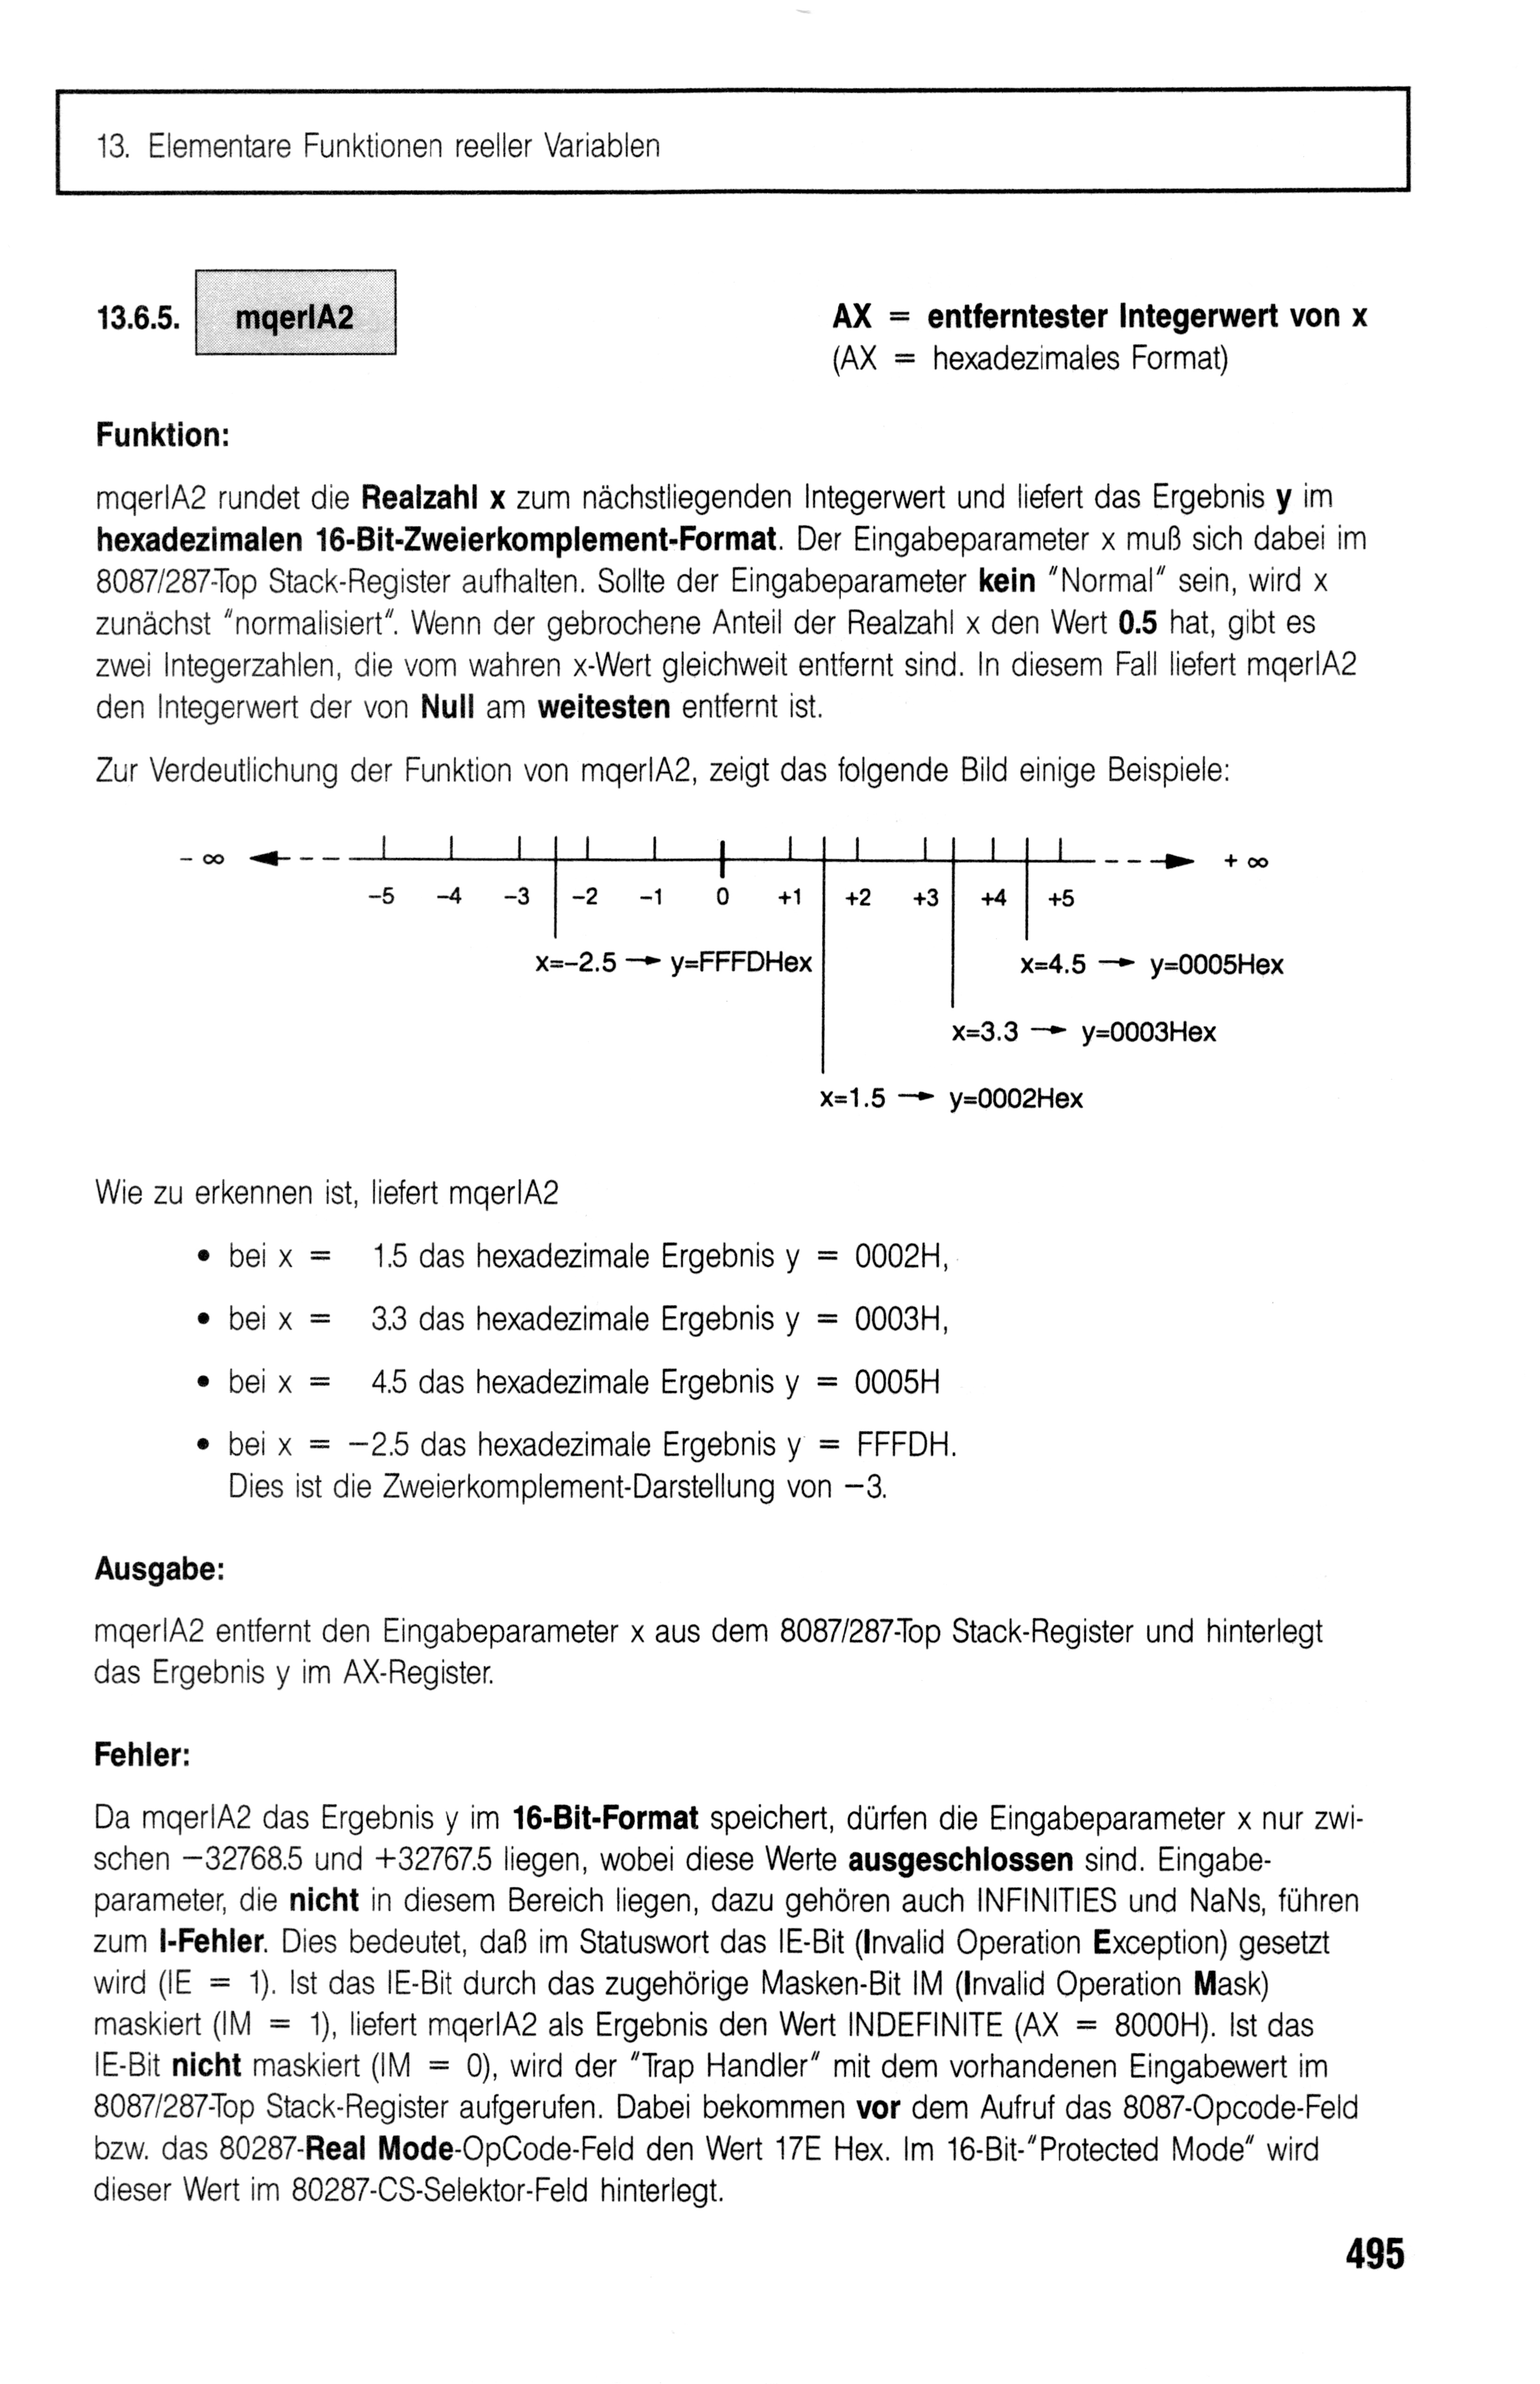 13. Elementare Funktionen reeller Variablen
13.6.5. mqerIA2 AX = entferntester Integerwert von x
(AX = hexadezimales Format)
Funktion:
mqerIA2 rundet die Realzahl x zum nächstliegenden Integerwert und liefert das Ergebnis y im
hexadezimalen 16-Bit-Zweierkomplement-Format. Der Eingabeparameter x muß sich dabei im
8087/287-Top Stack-Register aufhalten. Sollte der Eingabeparameter kein "Normal" sein, wird x
zunächst "normalisiert". Wenn der gebrochene Anteil der Realzahl x den Wert 0.5 hat, gibt es
zwei Integerzahlen, die vom wahren x-Wert gleichweit entfernt sind. In diesem Fall liefert mqerIA2
den Integerwert der von Null am weitesten entfernt ist.
Zur Verdeutlichung der Funktion von mqerIA2, zeigt das folgende Bild einige Beispiele:
– ∞ + ∞
–5 –4 –3 –2 –1 0 +1 +2 +3 +4 +5
x=–2.5 → y=FFFDHex x=4.5 → y=0005Hex
x=3.3 → y=0003Hex
x=1.5 → y=0002Hex
Wie zu erkennen ist, liefert mqerIA2
• bei x = 1.5 das hexadezimale Ergebnis y = 0002H,
• bei x = 3.3 das hexadezimale Ergebnis y = 0003H,
• bei x = 4.5 das hexadezimale Ergebnis y = 0005H
• bei x = −2.5 das hexadezimale Ergebnis y = FFFDH.
Dies ist die Zweierkomplement-Darstellung von −3.
Ausgabe:
mqerIA2 entfernt den Eingabeparameter x aus dem 8087/287-Top Stack-Register und hinterlegt
das Ergebnis y im AX-Register.
Fehler:
Da mqerIA2 das Ergebnis y im 16-Bit-Format speichert, dürfen die Eingabeparameter x nur zwi-
schen −32768.5 und +32767.5 liegen, wobei diese Werte ausgeschlossen sind. Eingabe-
parameter, die nicht in diesem Bereich liegen, dazu gehören auch INFINITIES und NaNs, führen
zum I-Fehler. Dies bedeutet, daß im Statuswort das IE-Bit (Invalid Operation Exception) gesetzt
wird (IE = 1). Ist das IE-Bit durch das zugehörige Masken-Bit IM (Invalid Operation Mask)
maskiert (IM = 1), liefert mqerIA2 als Ergebnis den Wert INDEFINITE (AX = 8000H). Ist das
IE-Bit nicht maskiert (IM = 0), wird der "Trap Handler" mit dem vorhandenen Eingabewert im
8087/287-Top Stack-Register aufgerufen. Dabei bekommen vor dem Aufruf das 8087-Opcode-Feld
bzw. das 80287-Real Mode-OpCode-Feld den Wert 17E Hex. Im 16-Bit-"Protected Mode" wird
dieser Wert im 80287-CS-Selektor-Feld hinterlegt.
495